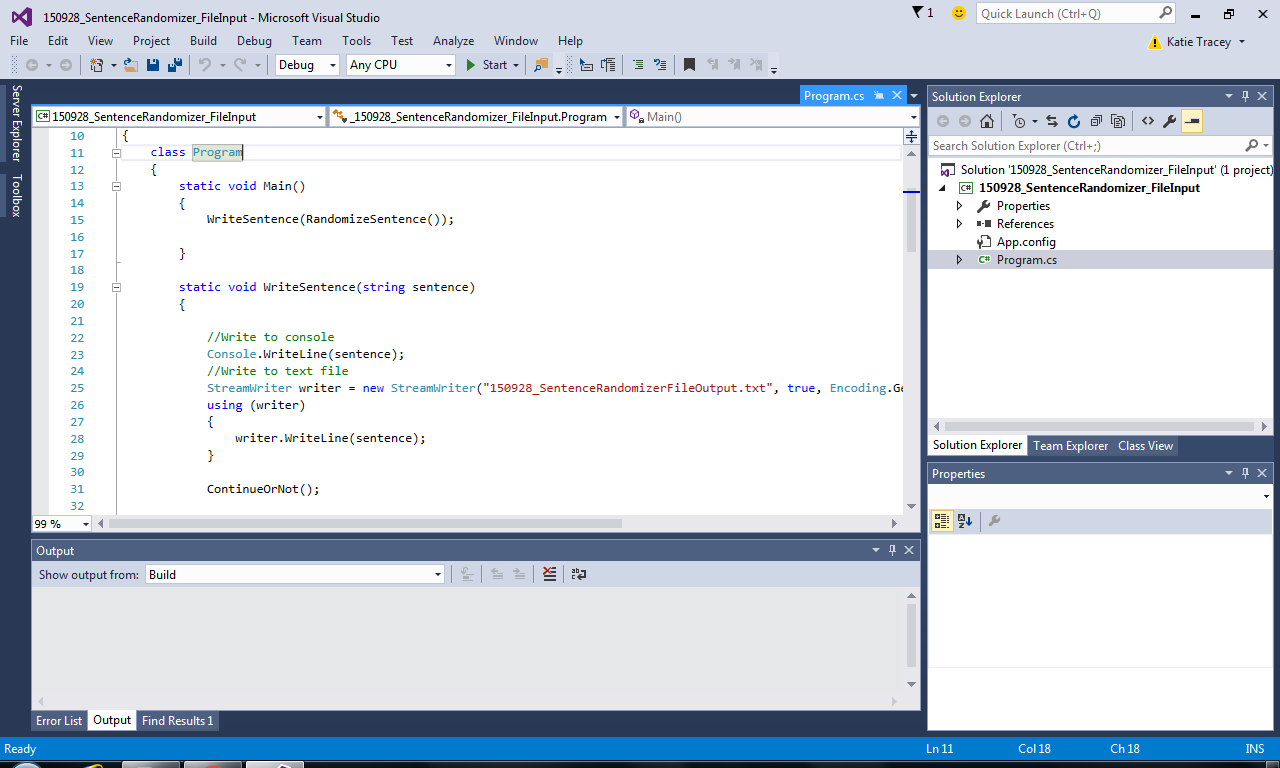 150928_SentenceRandomizer_FileInput - Microsoft Visual Studio
1
Quick Launch (Ctrl+Q)
File Edit View Project Build Debug Team Tools Test Analyze Window Help
Katie Tracey
Debug Any CPU Start
Server Explorer
Toolbox
Program.cs
150928_SentenceRandomizer_FileInput _150928_SentenceRandomizer_FileInput.Program Main()
10 {
11 class Program
12 {
13 static void Main()
14 {
15 WriteSentence(RandomizeSentence());
16
17 }
18
19 static void WriteSentence(string sentence)
20 {
21
22 //Write to console
23 Console.WriteLine(sentence);
24 //Write to text file
25 StreamWriter writer = new StreamWriter("150928_SentenceRandomizerFileOutput.txt", true, Encoding.Ge
26 using (writer)
27 {
28 writer.WriteLine(sentence);
29 }
30
31 ContinueOrNot();
32
99 %
Solution Explorer
Search Solution Explorer (Ctrl+;)
Solution '150928_SentenceRandomizer_FileInput' (1 project)
C# 150928_SentenceRandomizer_FileInput
Properties
References
App.config
C# Program.cs
Solution Explorer Team Explorer Class View
Properties
Output
Show output from: Build
Error List Output Find Results 1
Ready Ln 11 Col 18 Ch 18 INS